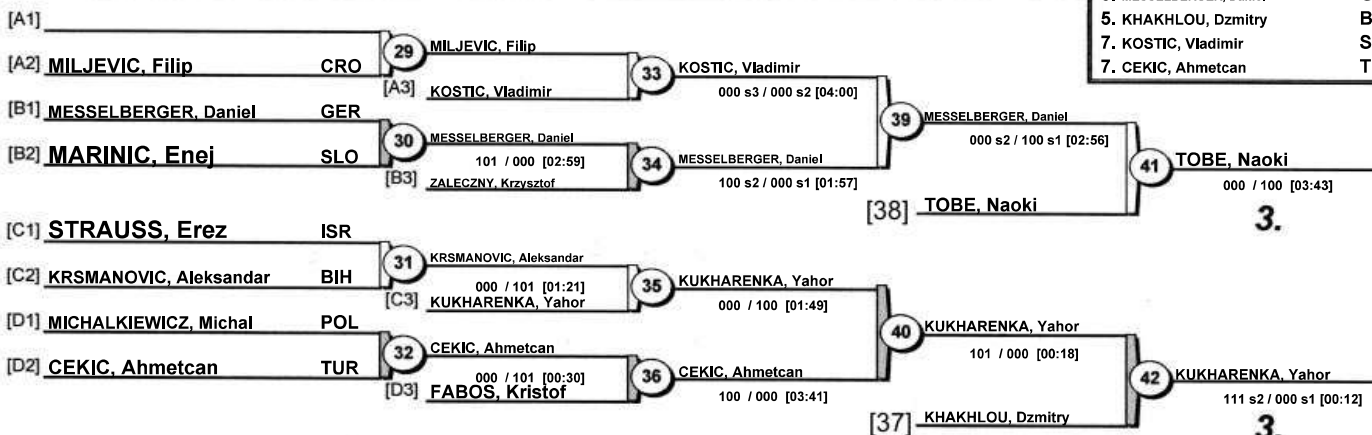 5. KHAKHLOU, Dzmitry B
7. KOSTIC, Vladimir S
7. CEKIC, Ahmetcan T
[A1]
[A2] MILJEVIC, Filip CRO
29
MILJEVIC, Filip
[A3] KOSTIC, Vladimir
33
KOSTIC, Vladimir
000 s3 / 000 s2 [04:00]
[B1] MESSELBERGER, Daniel GER
[B2] MARINIC, Enej SLO
30
MESSELBERGER, Daniel
101 / 000 [02:59]
[B3] ZALECZNY, Krzysztof
34
MESSELBERGER, Daniel
100 s2 / 000 s1 [01:57]
39
MESSELBERGER, Daniel
000 s2 / 100 s1 [02:56]
[38] TOBE, Naoki
41
TOBE, Naoki
000 / 100 [03:43]
3.
[C1] STRAUSS, Erez ISR
[C2] KRSMANOVIC, Aleksandar BIH
31
KRSMANOVIC, Aleksandar
000 / 101 [01:21]
[C3] KUKHARENKA, Yahor
35
KUKHARENKA, Yahor
000 / 100 [01:49]
[D1] MICHALKIEWICZ, Michal POL
[D2] CEKIC, Ahmetcan TUR
32
CEKIC, Ahmetcan
000 / 101 [00:30]
[D3] FABOS, Kristof
36
CEKIC, Ahmetcan
100 / 000 [03:41]
40
KUKHARENKA, Yahor
101 / 000 [00:18]
[37] KHAKHLOU, Dzmitry
42
KUKHARENKA, Yahor
111 s2 / 000 s1 [00:12]
3.